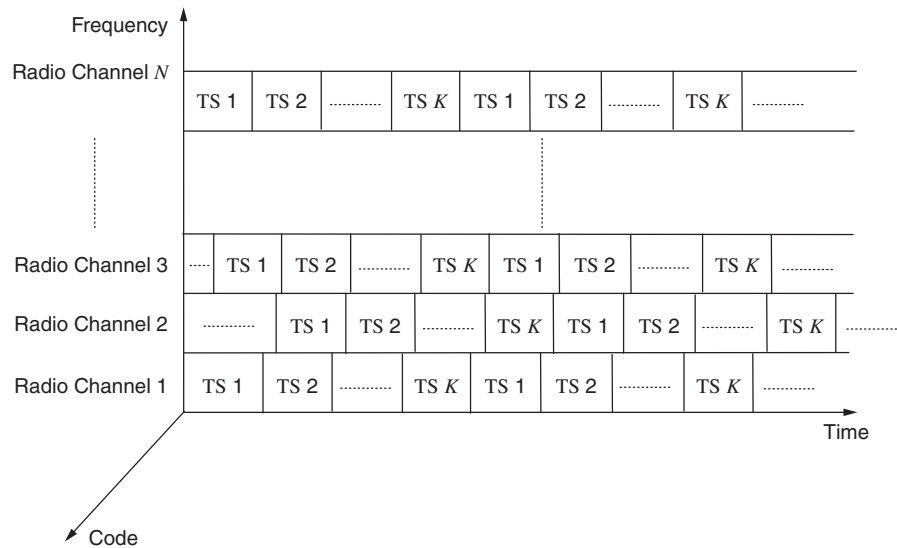 Frequency
Radio Channel N
TS 1 TS 2 ............ TS K TS 1 TS 2 ............ TS K ............
Radio Channel 3
..... TS 1 TS 2 ............ TS K TS 1 TS 2 ............ TS K ............
Radio Channel 2
............ TS 1 TS 2 ............ TS K TS 1 TS 2 ............ TS K ............
Radio Channel 1
TS 1 TS 2 ............ TS K TS 1 TS 2 ............ TS K ............
Time
Code